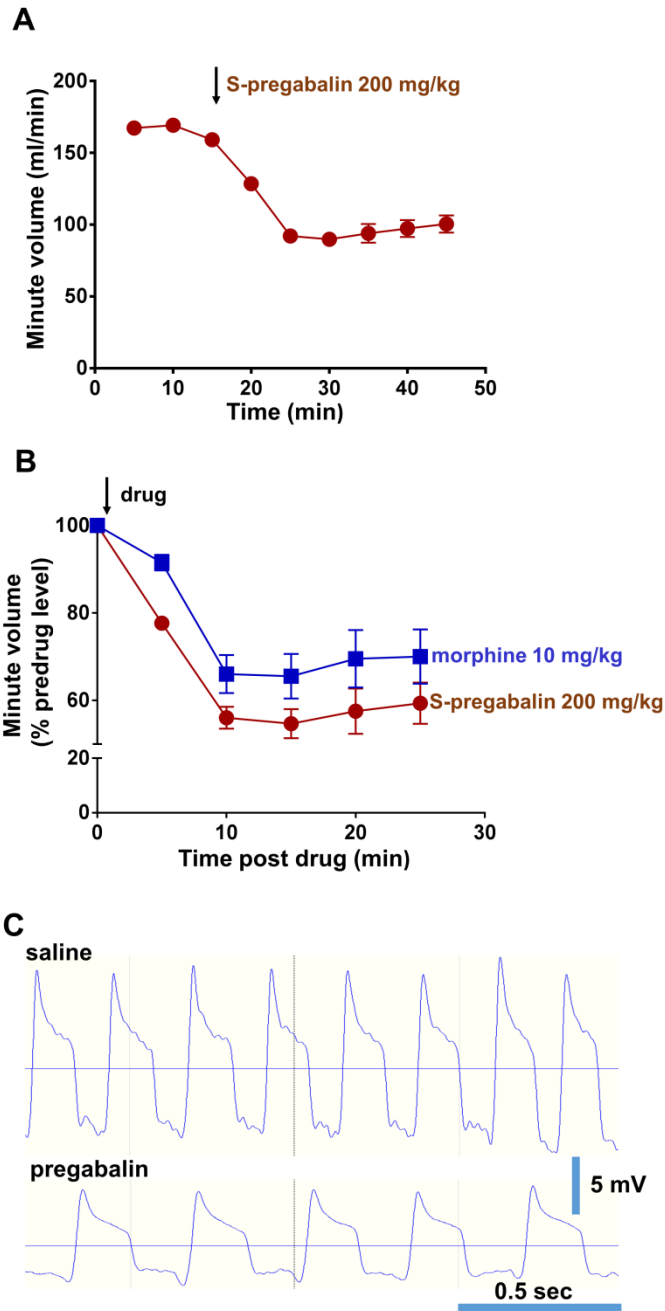 A
S-pregabalin 200 mg/kg
Minute volume (ml/min)
200
150
100
50
0
0 10 20 30 40 50
Time (min)
B
drug
Minute volume
(% predrug level)
100
80
60
20
0
morphine 10 mg/kg
S-pregabalin 200 mg/kg
0 10 20 30
Time post drug (min)
C
saline
pregabalin
5 mV
0.5 sec